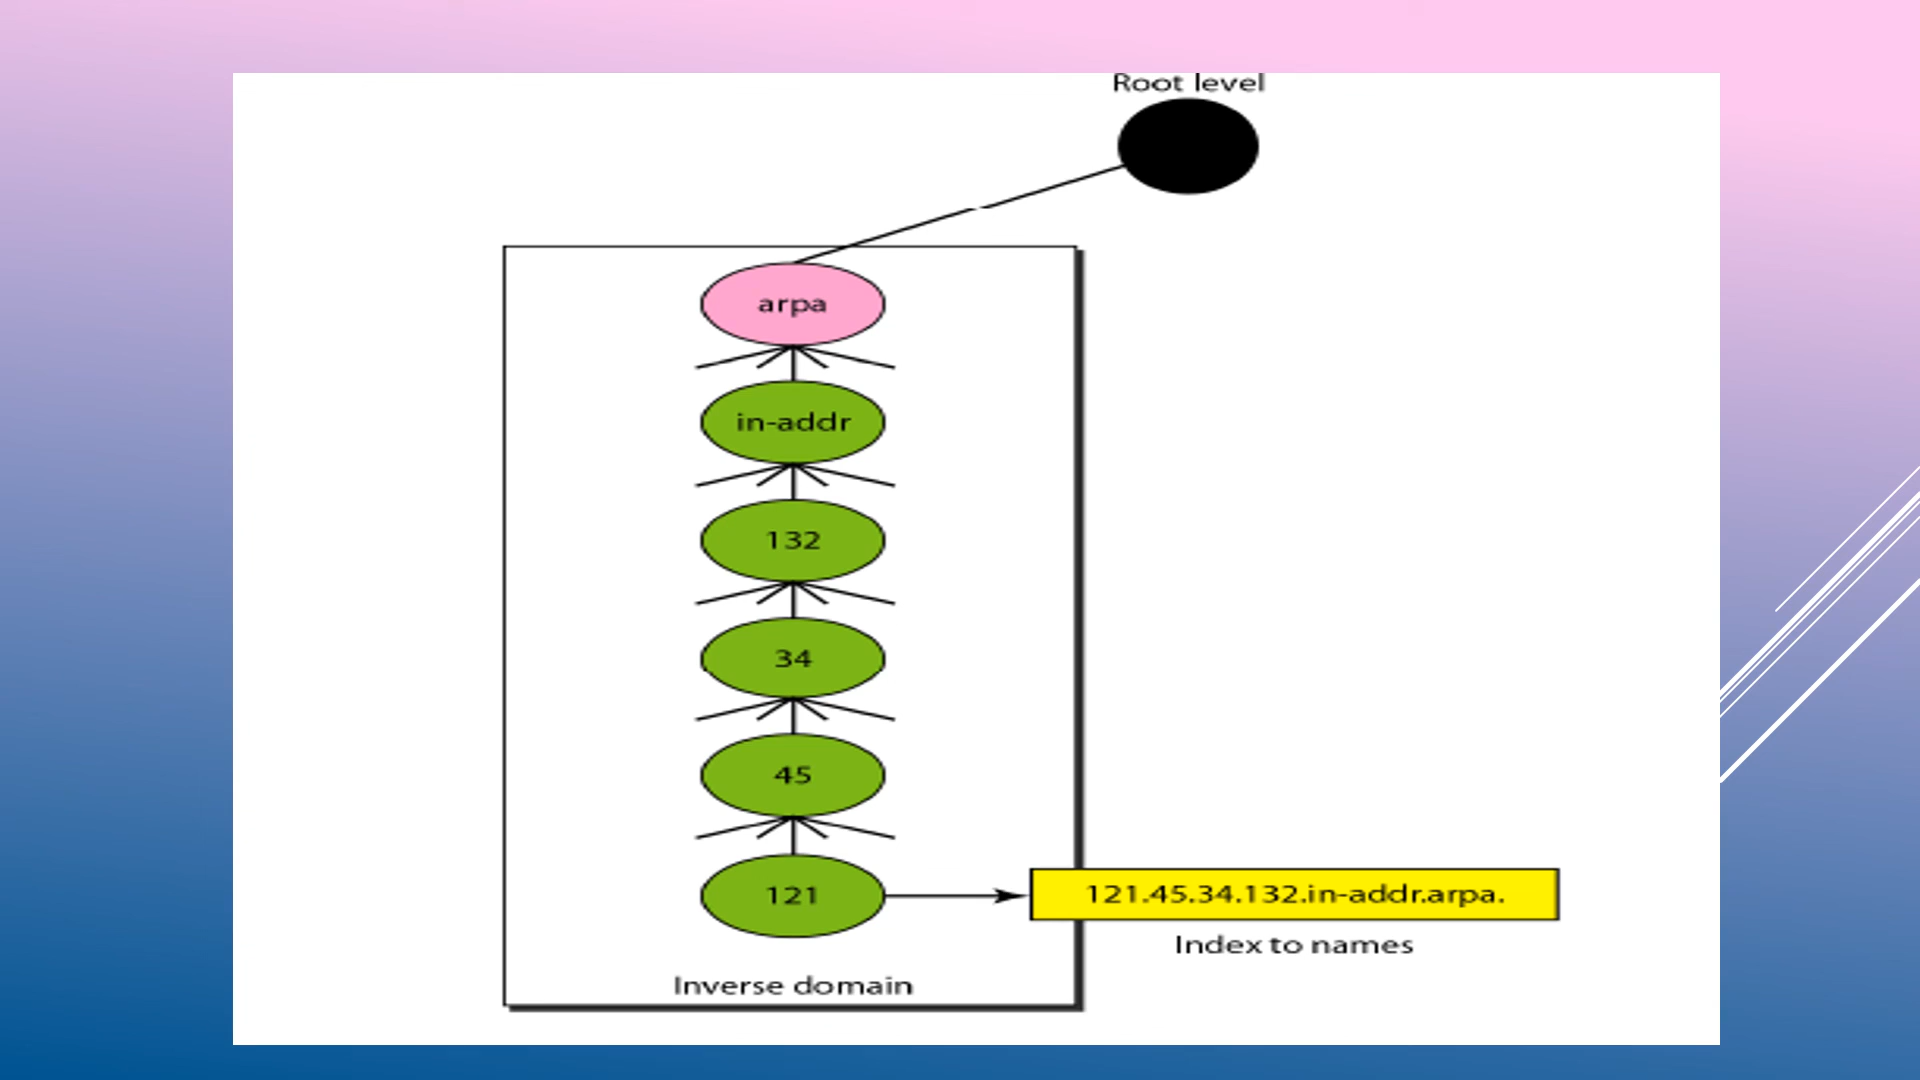 Root level
arpa
in-addr
132
34
45
121
121.45.34.132.in-addr.arpa.
Index to names
Inverse domain